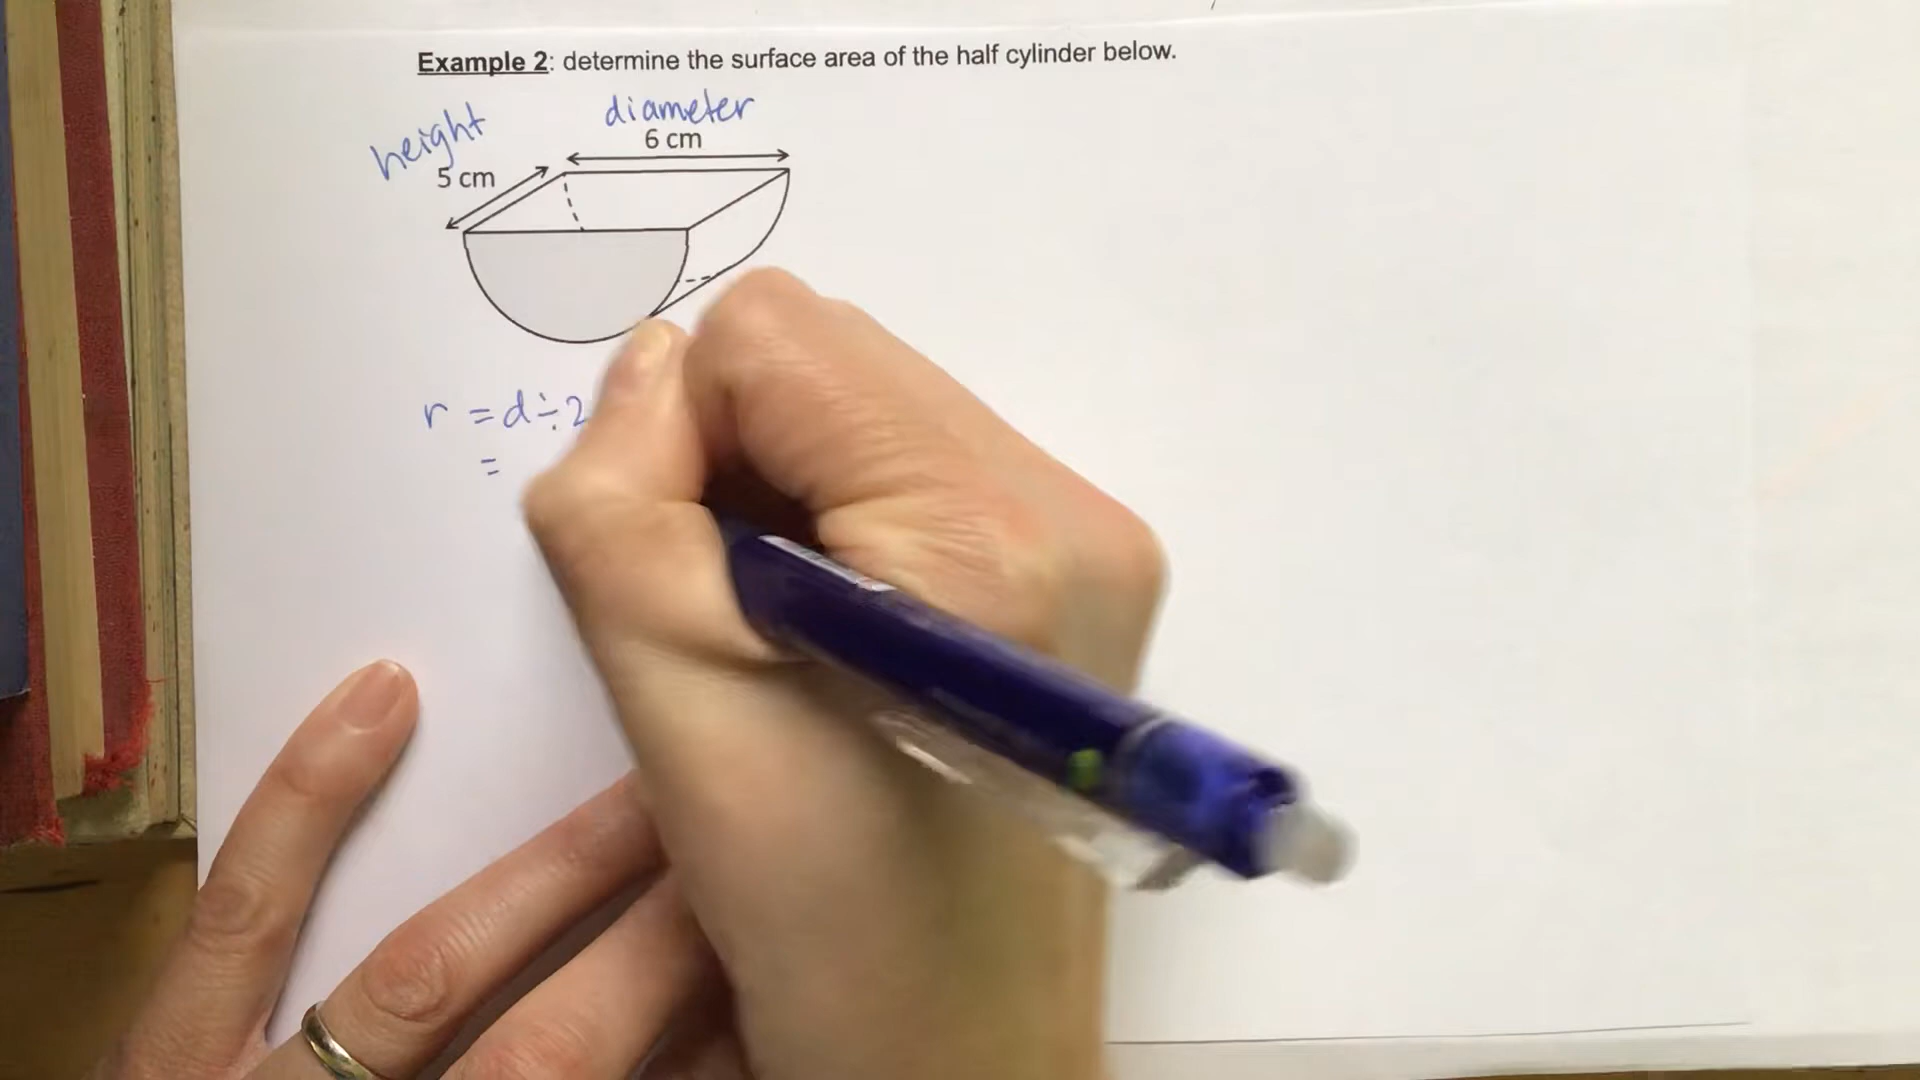 Example 2: determine the surface area of the half cylinder below.
height
diameter
6 cm
5 cm
r = d÷2
=